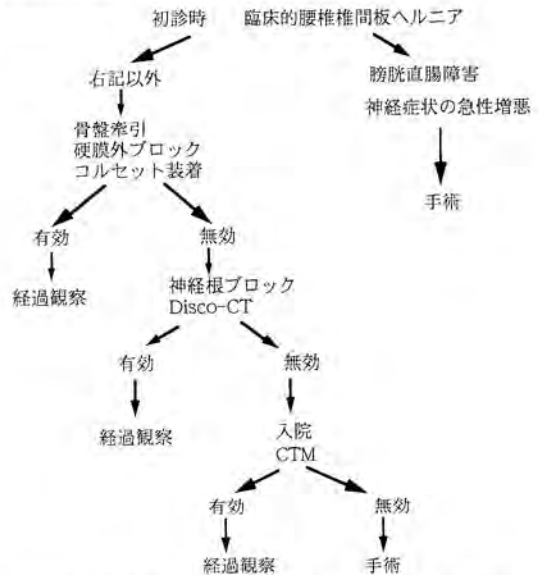 初診時 臨床的腰椎椎間板ヘルニア
右記以外
膀胱直腸障害
神経症状の急性増悪
骨盤牽引
硬膜外ブロック
コルセット装着
手術
有効
無効
経過観察
神経根ブロック
Disco-CT
有効
無効
経過観察
入院
CTM
有効
無効
経過観察
手術